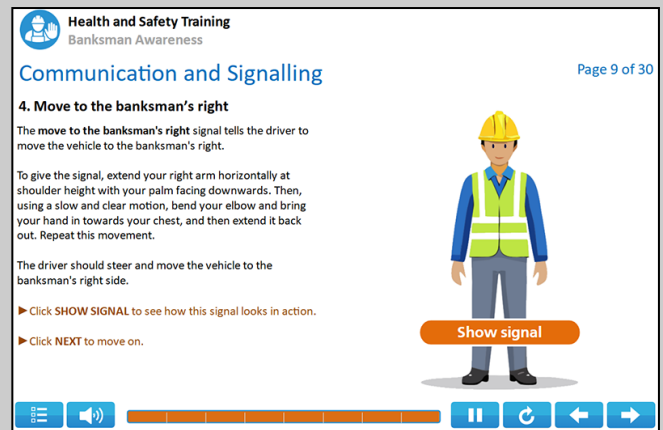 Health and Safety Training
Banksman Awareness
Communication and Signalling
Page 9 of 30
4. Move to the banksman's right
The move to the banksman's right signal tells the driver to
move the vehicle to the banksman's right.
To give the signal, extend your right arm horizontally at
shoulder height with your palm facing downwards. Then,
using a slow and clear motion, bend your elbow and bring
your hand in towards your chest, and then extend it back
out. Repeat this movement.
The driver should steer and move the vehicle to the
banksman's right side.
Click SHOW SIGNAL to see how this signal looks in action.
Click NEXT to move on.
Show signal